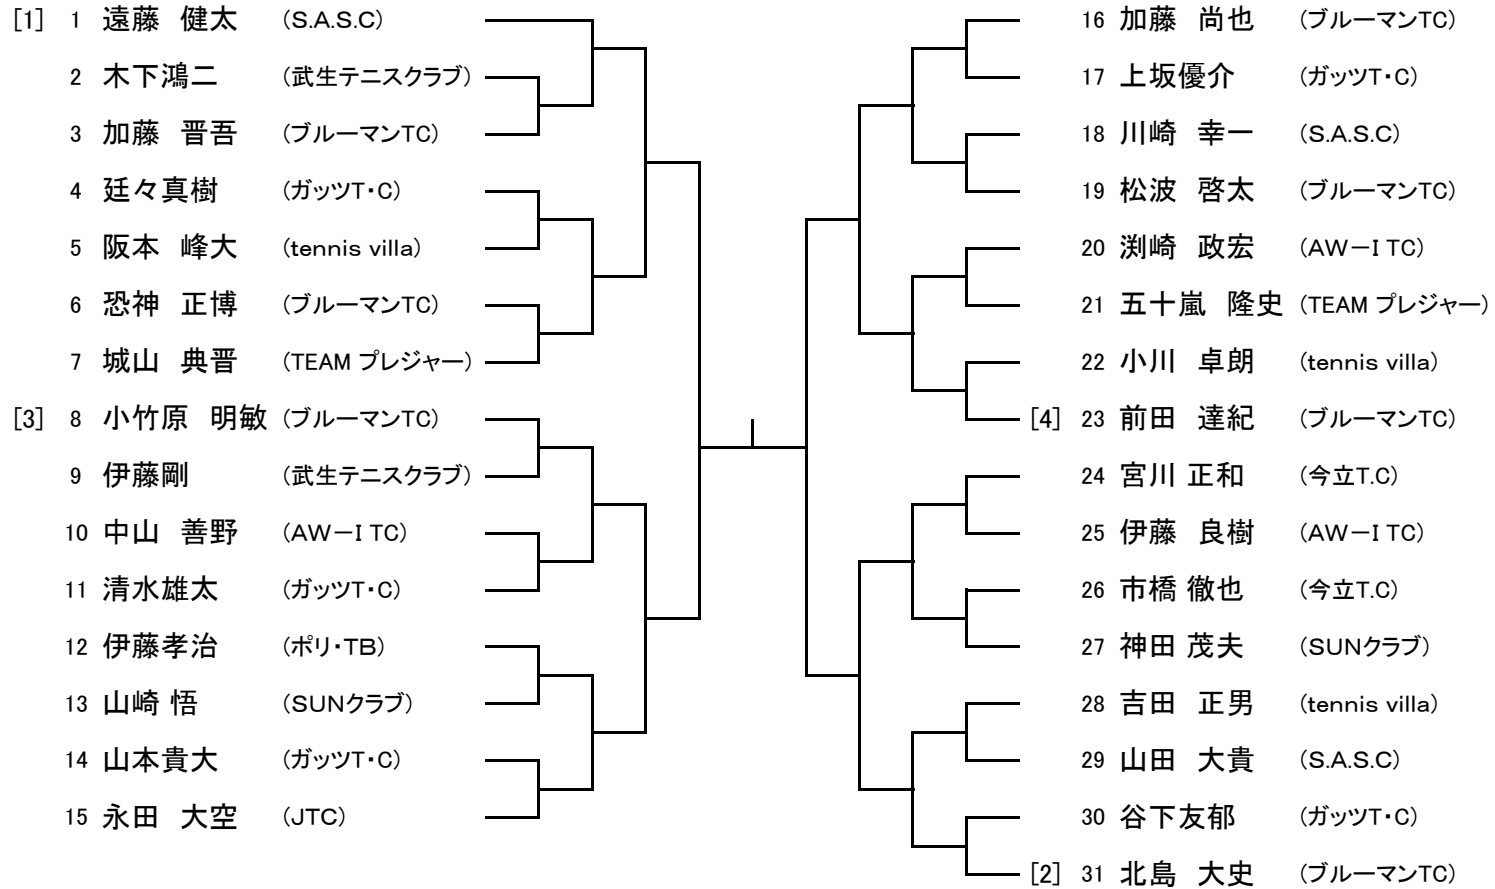 [1] 1 遠藤 健太 (S.A.S.C)
2 木下鴻二 (武生テニスクラブ)
3 加藤 晋吾 (ブルーマンTC)
4 廷々真樹 (ガッツT・C)
5 阪本 峰大 (tennis villa)
6 恐神 正博 (ブルーマンTC)
7 城山 典晋 (TEAM プレジャー)
[3] 8 小竹原 明敏 (ブルーマンTC)
9 伊藤剛 (武生テニスクラブ)
10 中山 善野 (AW－I TC)
11 清水雄太 (ガッツT・C)
12 伊藤孝治 (ポリ・TB)
13 山崎 悟 (SUNクラブ)
14 山本貴大 (ガッツT・C)
15 永田 大空 (JTC)
16 加藤 尚也 (ブルーマンTC)
17 上坂優介 (ガッツT・C)
18 川崎 幸一 (S.A.S.C)
19 松波 啓太 (ブルーマンTC)
20 渕崎 政宏 (AW－I TC)
21 五十嵐 隆史 (TEAM プレジャー)
22 小川 卓朗 (tennis villa)
[4] 23 前田 達紀 (ブルーマンTC)
24 宮川 正和 (今立T.C)
25 伊藤 良樹 (AW－I TC)
26 市橋 徹也 (今立T.C)
27 神田 茂夫 (SUNクラブ)
28 吉田 正男 (tennis villa)
29 山田 大貴 (S.A.S.C)
30 谷下友郁 (ガッツT・C)
[2] 31 北島 大史 (ブルーマンTC)